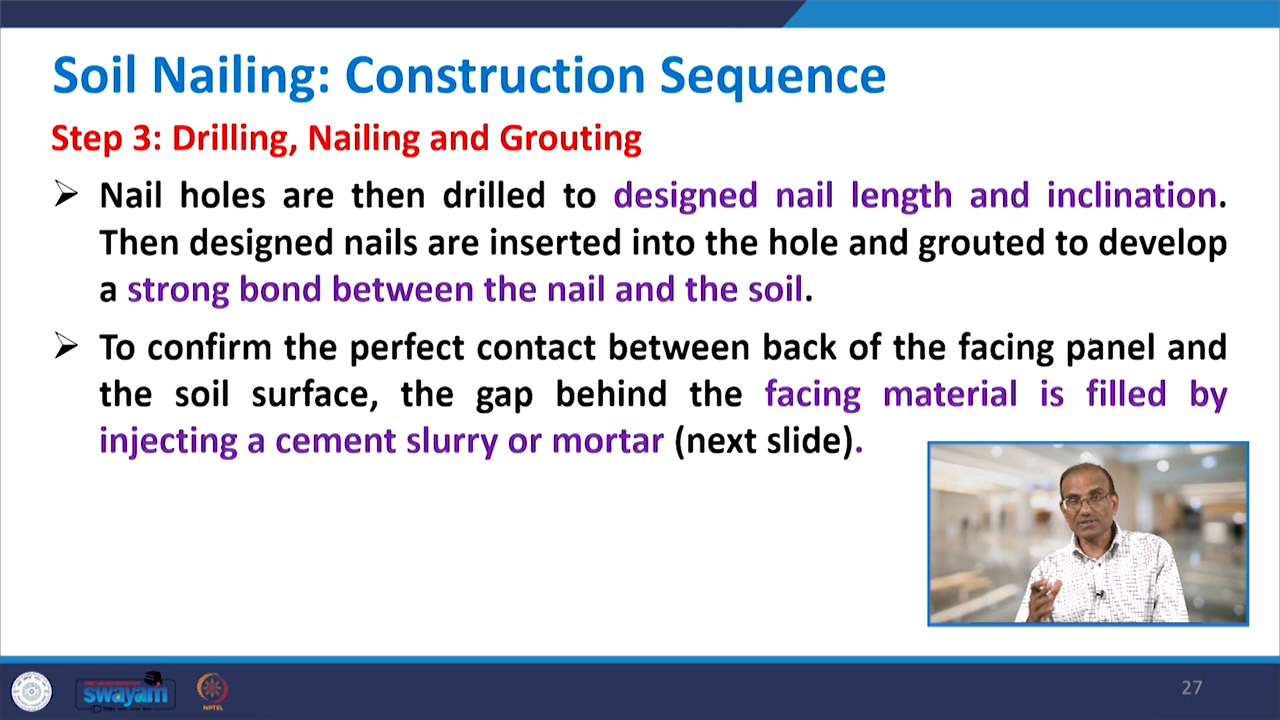 Soil Nailing: Construction Sequence
Step 3: Drilling, Nailing and Grouting
➢ Nail holes are then drilled to designed nail length and inclination.
Then designed nails are inserted into the hole and grouted to develop
a strong bond between the nail and the soil.
➢ To confirm the perfect contact between back of the facing panel and
the soil surface, the gap behind the facing material is filled by
injecting a cement slurry or mortar (next slide).
swayam
NPTEL
27